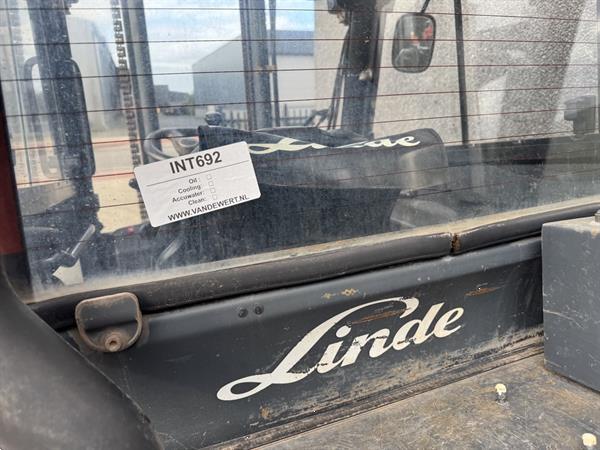 Linde
INT692
Oil :
Cooling :
Accuwater :
Clean :
WWW.VANDEWERT.NL
Linde